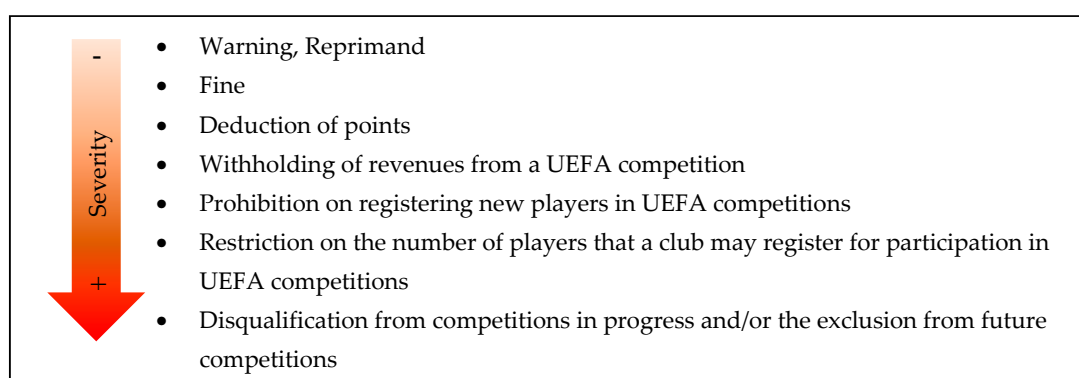 -
Severity
+
• Warning, Reprimand
• Fine
• Deduction of points
• Withholding of revenues from a UEFA competition
• Prohibition on registering new players in UEFA competitions
• Restriction on the number of players that a club may register for participation in
UEFA competitions
• Disqualification from competitions in progress and/or the exclusion from future
competitions